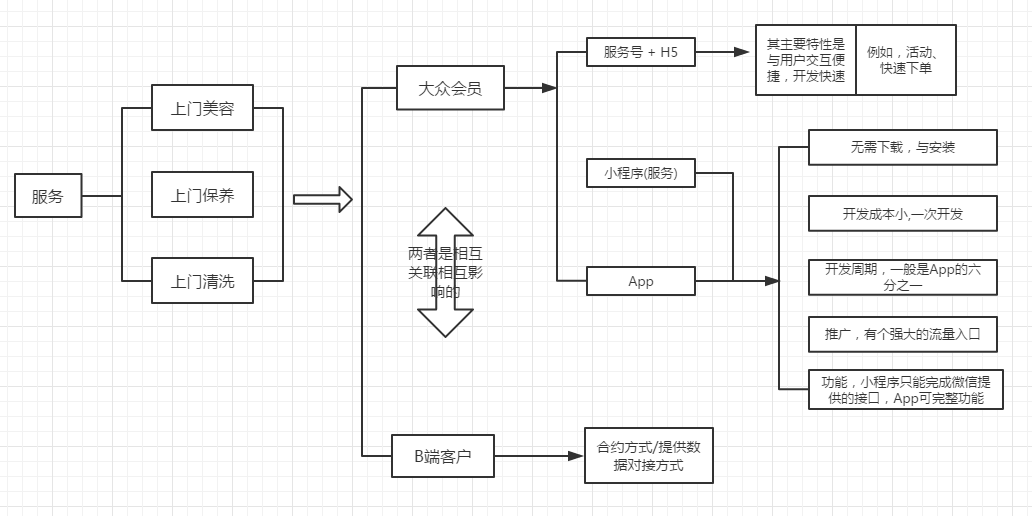 服务
上门美容
上门保养
上门清洗
大众会员
两者是相互
关联相互影
响的
B端客户
服务号 + H5
小程序(服务)
App
合约方式/提供数
据对接方式
其主要特性是
与用户交互便
捷，开发快速
例如，活动、
快速下单
无需下载，与安装
开发成本小,一次开发
开发周期，一般是App的六
分之一
推广，有个强大的流量入口
功能，小程序只能完成微信提
供的接口，App可完整功能